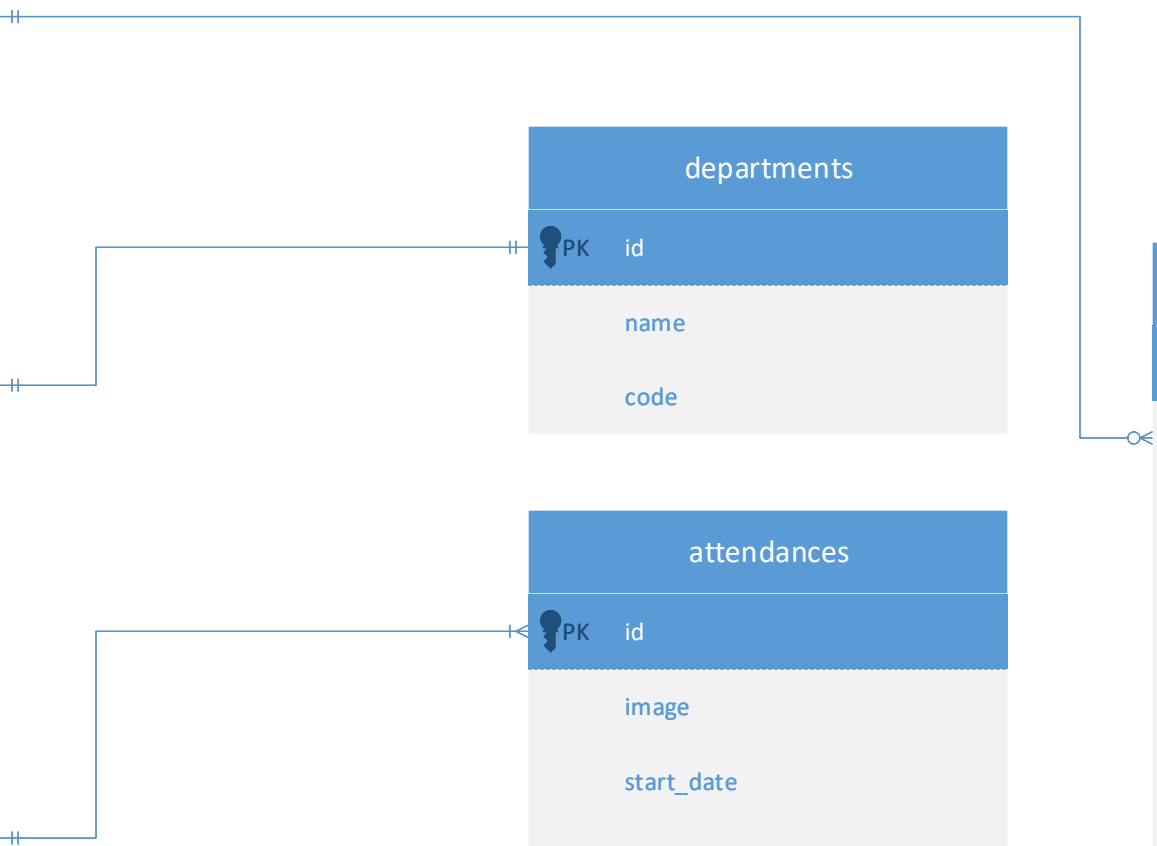 departments
PK id
name
code
attendances
PK id
image
start_date